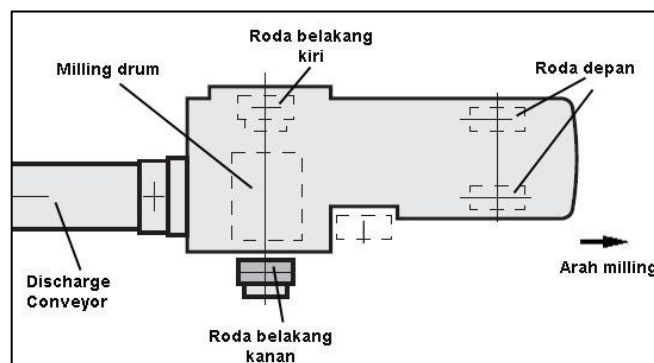 Roda belakang
kiri
Milling drum
Roda depan
Discharge
Conveyor
Arah milling
Roda belakang
kanan